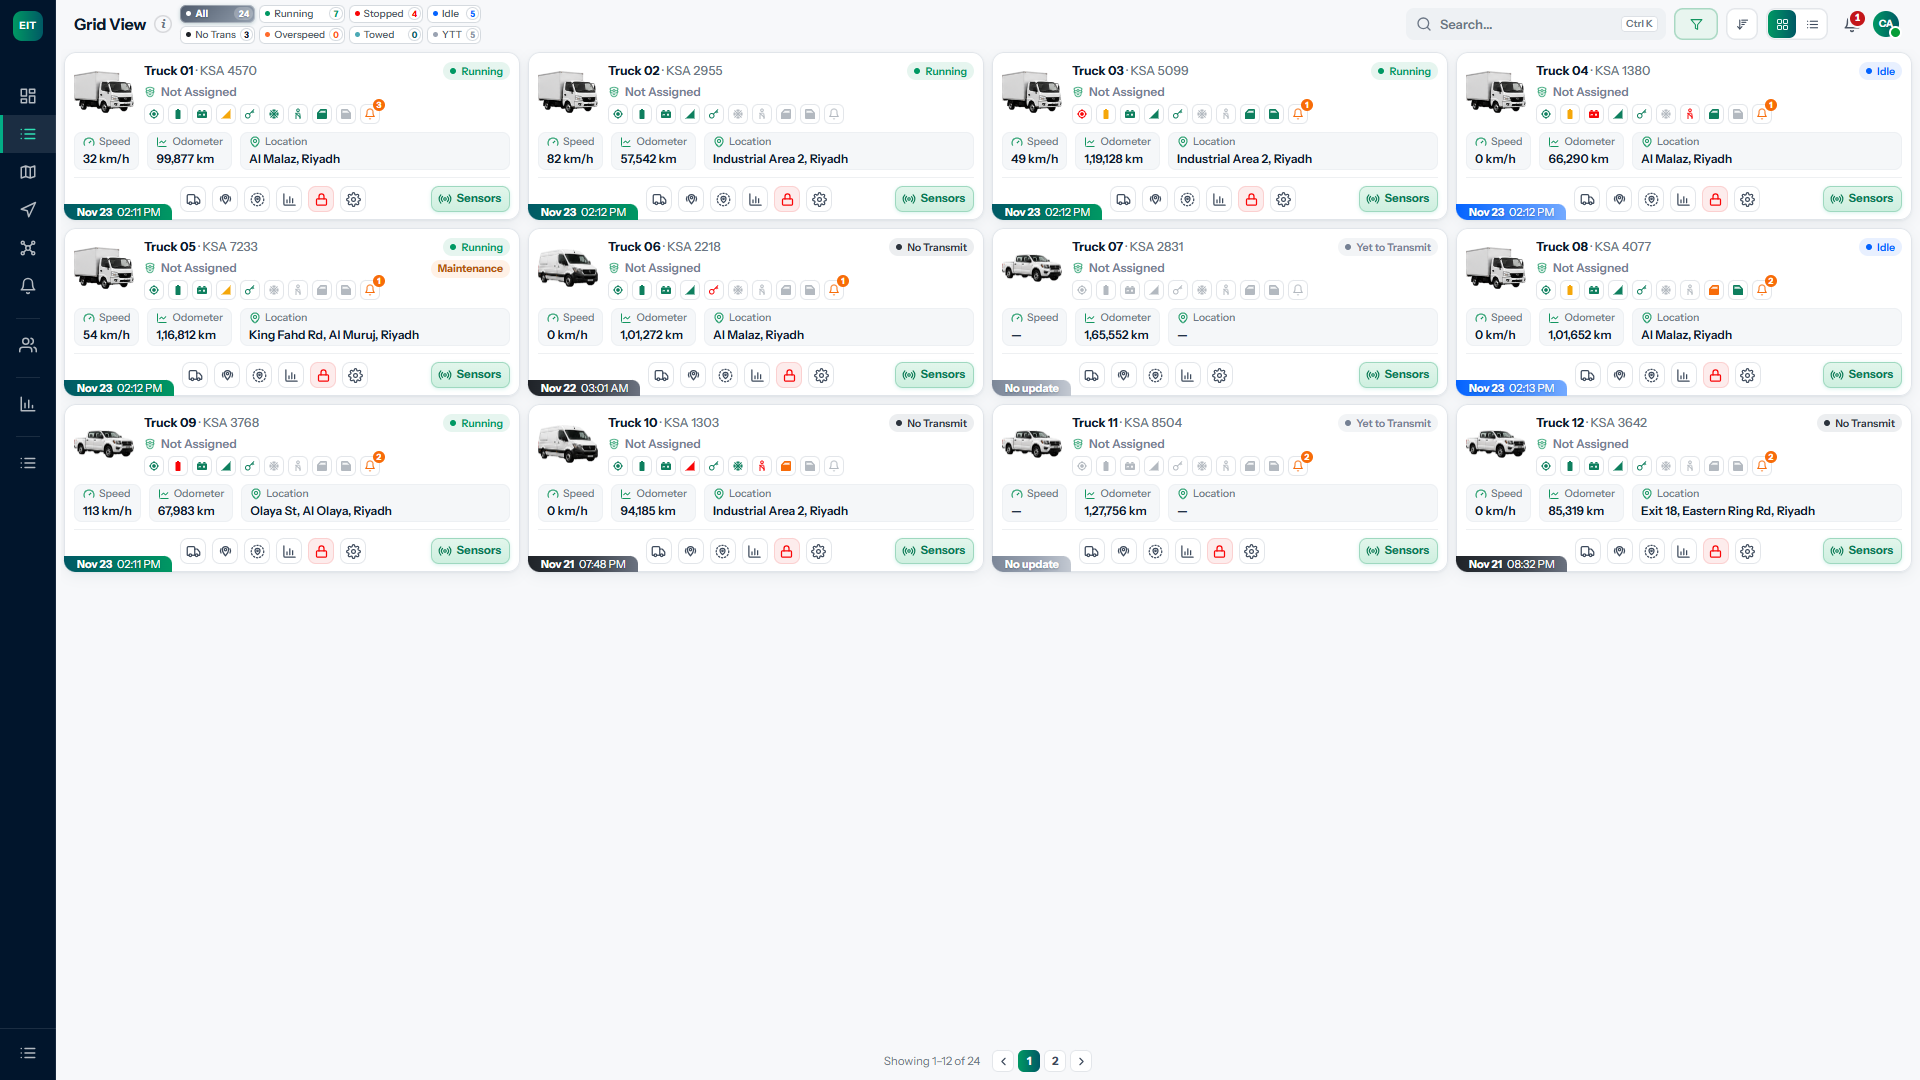 EIT
Grid View
All 24
Running 7
Stopped 4
Idle 5
No Trans 3
Overspeed 0
Towed 0
YTT 5
Search...
Ctrl K
1
CA
Truck 01 · KSA 4570
Running
Not Assigned
3
Speed
32 km/h
Odometer
99,877 km
Location
Al Malaz, Riyadh
Nov 23 02:11 PM
Sensors
Truck 02 · KSA 2955
Running
Not Assigned
Speed
82 km/h
Odometer
57,542 km
Location
Industrial Area 2, Riyadh
Nov 23 02:12 PM
Sensors
Truck 03 · KSA 5099
Running
Not Assigned
1
Speed
49 km/h
Odometer
1,19,128 km
Location
Industrial Area 2, Riyadh
Nov 23 02:12 PM
Sensors
Truck 04 · KSA 1380
Idle
Not Assigned
1
Speed
0 km/h
Odometer
66,290 km
Location
Al Malaz, Riyadh
Nov 23 02:12 PM
Sensors
Truck 05 · KSA 7233
Running
Not Assigned
Maintenance
1
Speed
54 km/h
Odometer
1,16,812 km
Location
King Fahd Rd, Al Muruj, Riyadh
Nov 23 02:12 PM
Sensors
Truck 06 · KSA 2218
No Transmit
Not Assigned
1
Speed
0 km/h
Odometer
1,01,272 km
Location
Al Malaz, Riyadh
Nov 22 03:01 AM
Sensors
Truck 07 · KSA 2831
Yet to Transmit
Not Assigned
Speed
—
Odometer
1,65,552 km
Location
—
No update
Sensors
Truck 08 · KSA 4077
Idle
Not Assigned
2
Speed
0 km/h
Odometer
1,01,652 km
Location
Al Malaz, Riyadh
Nov 23 02:13 PM
Sensors
Truck 09 · KSA 3768
Running
Not Assigned
2
Speed
113 km/h
Odometer
67,983 km
Location
Olaya St, Al Olaya, Riyadh
Nov 23 02:11 PM
Sensors
Truck 10 · KSA 1303
No Transmit
Not Assigned
Speed
0 km/h
Odometer
94,185 km
Location
Industrial Area 2, Riyadh
Nov 21 07:48 PM
Sensors
Truck 11 · KSA 8504
Yet to Transmit
Not Assigned
2
Speed
—
Odometer
1,27,756 km
Location
—
No update
Sensors
Truck 12 · KSA 3642
No Transmit
Not Assigned
2
Speed
0 km/h
Odometer
85,319 km
Location
Exit 18, Eastern Ring Rd, Riyadh
Nov 21 08:32 PM
Sensors
Showing 1–12 of 24
1
2